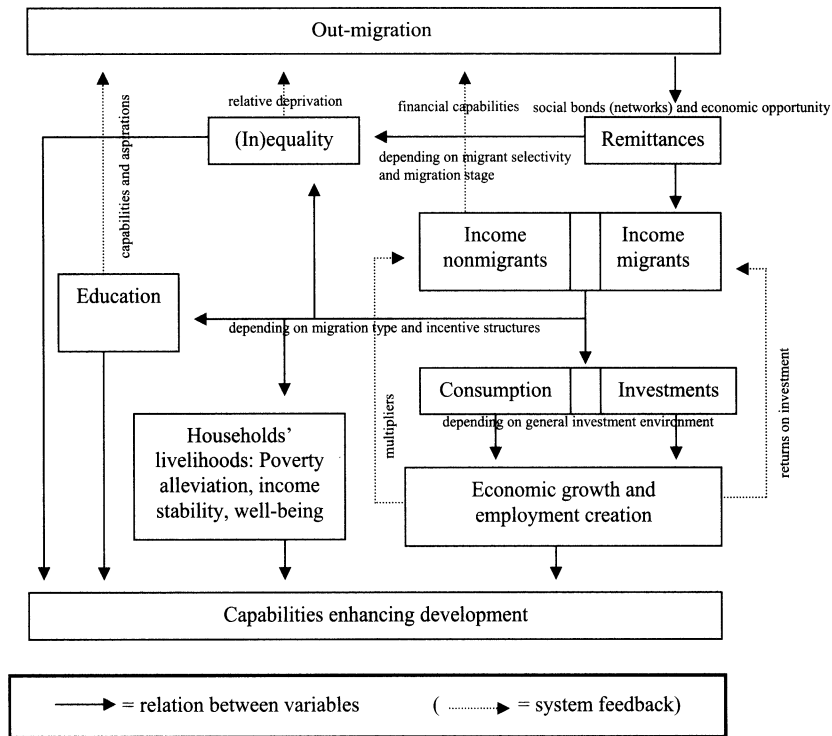 Out-migration
capabilities and aspirations
relative deprivation
financial capabilities
social bonds (networks) and economic opportunity
(In)equality
Remittances
depending on migrant selectivity
and migration stage
Income
nonmigrants
Income
migrants
Education
depending on migration type and incentive structures
multipliers
returns on investment
Consumption
Investments
depending on general investment environment
Households’
livelihoods: Poverty
alleviation, income
stability, well-being
Economic growth and
employment creation
Capabilities enhancing development
= relation between variables
( = system feedback)